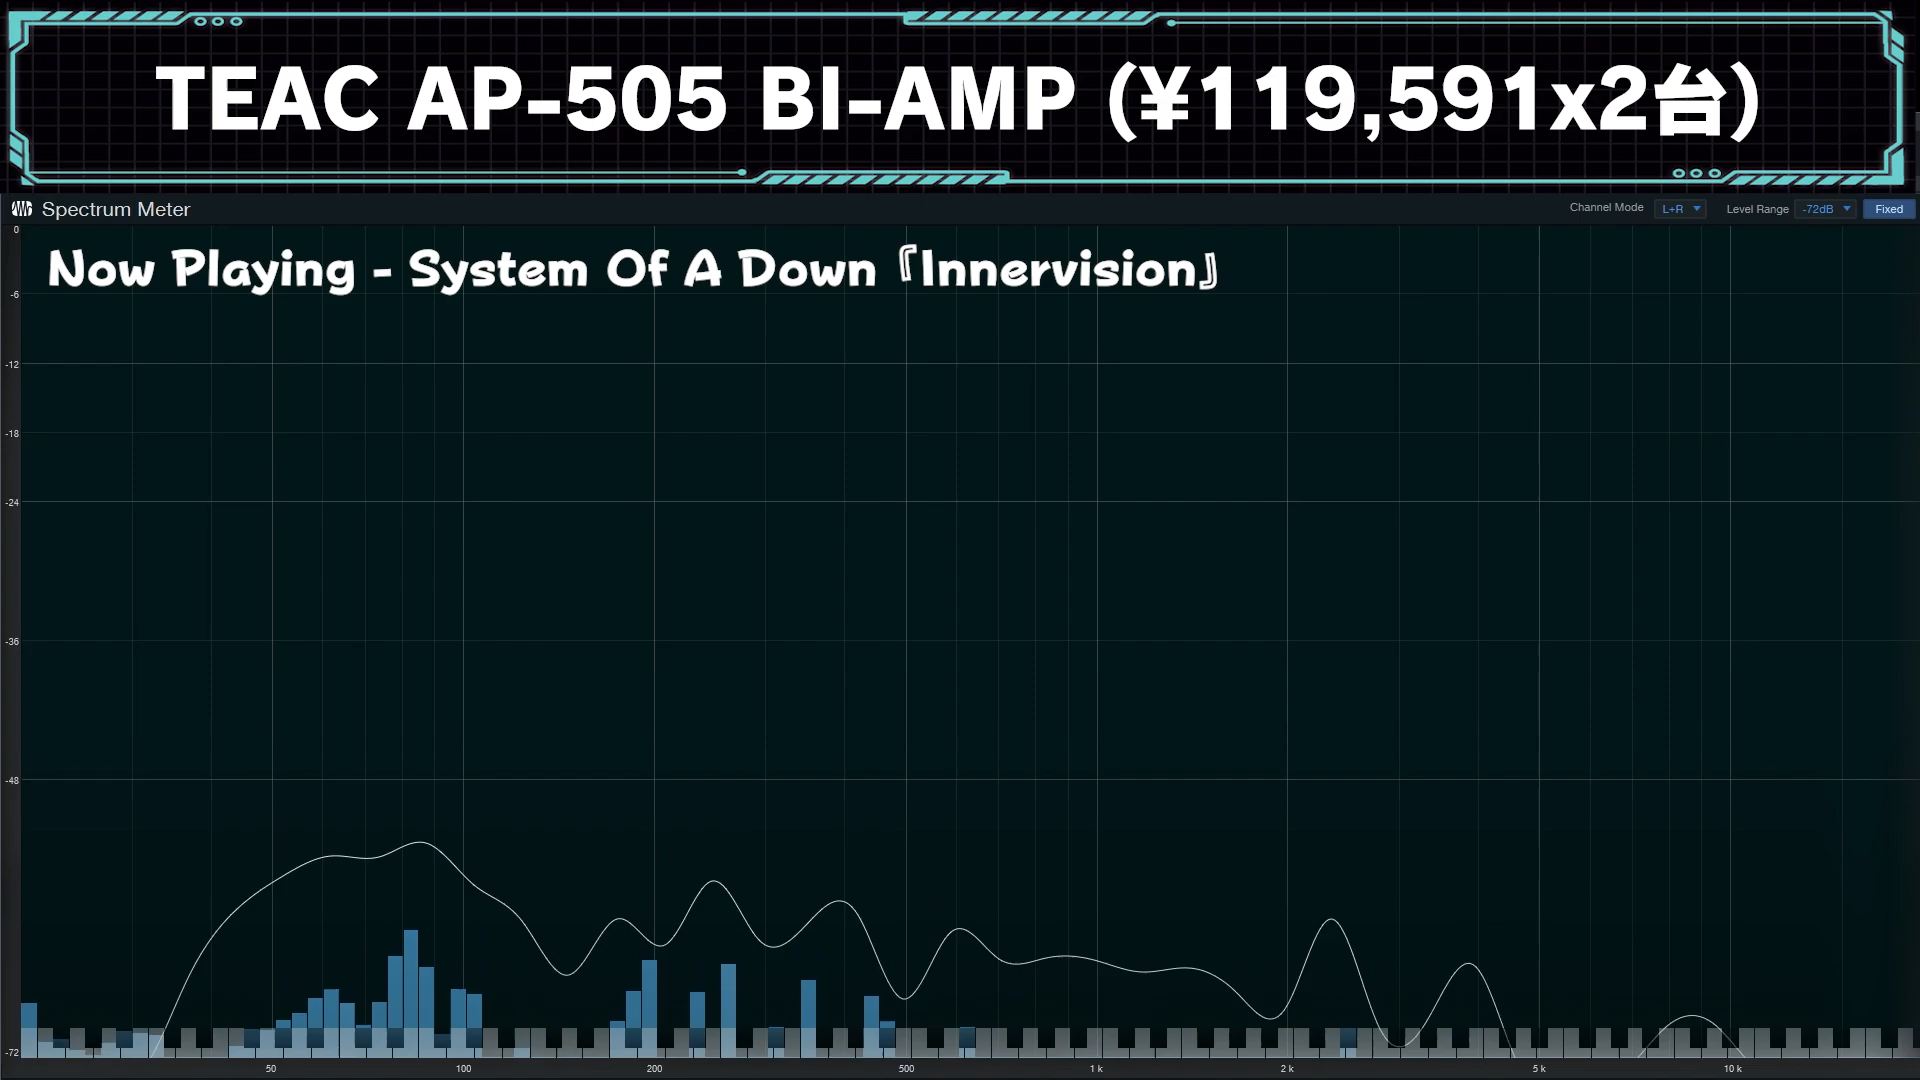 TEAC AP-505 BI-AMP (¥119,591x2台)
Spectrum Meter
Channel Mode L+R Level Range -72dB Fixed
Now Playing - System Of A Down『Innervision』
0
-6
-12
-18
-24
-36
-48
-72
50 100 200 500 1 k 2 k 5 k 10 k